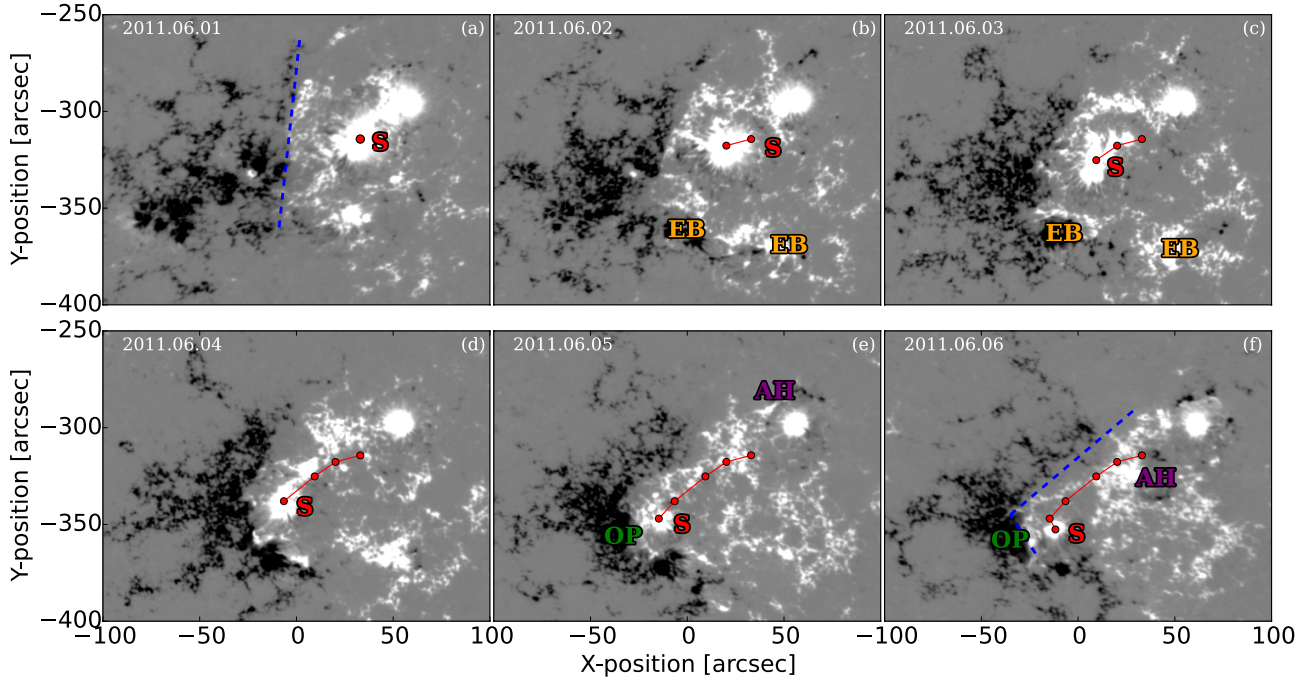 −250
2011.06.01
(a)
2011.06.02
(b)
2011.06.03
(c)
−300
S
S
S
Y-position [arcsec]
−350
EB
EB
EB
EB
−400
−250
2011.06.04
(d)
2011.06.05
(e)
2011.06.06
(f)
AH
−300
AH
S
S
S
Y-position [arcsec]
−350
OP
OP
−400
−100
−50
0
50
−100
−50
0
50
−100
−50
0
50
100
X-position [arcsec]